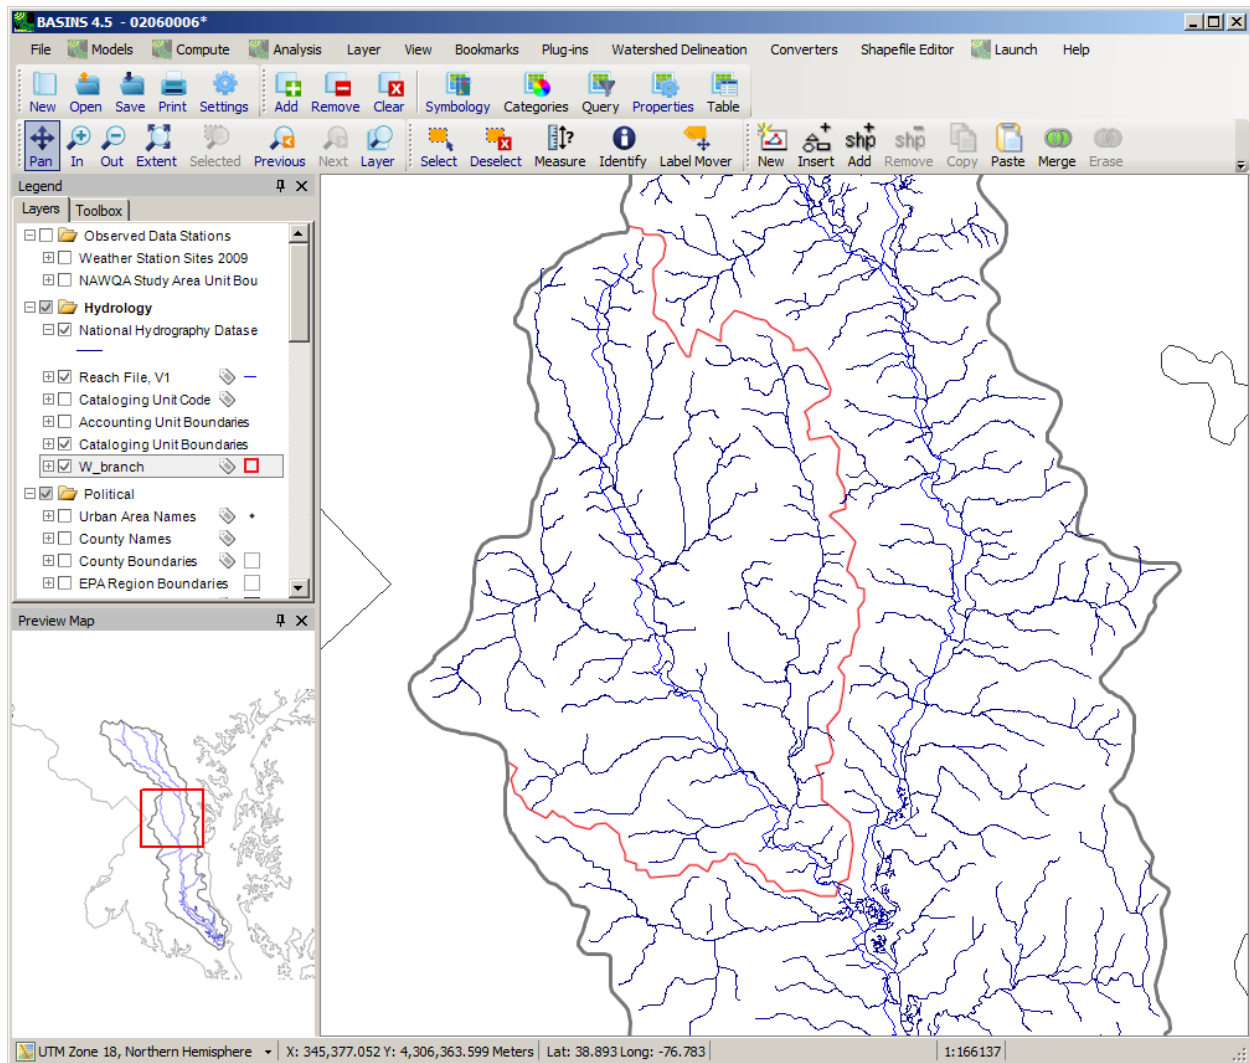 BASINS 4.5 - 02060006*
File Models Compute Analysis Layer View Bookmarks Plug-ins Watershed Delineation Converters Shapefile Editor Launch Help
New Open Save Print Settings Add Remove Clear Symbology Categories Query Properties Table
Pan In Out Extent Selected Previous Next Layer Select Deselect Measure Identify Label Mover New Insert Add Remove Copy Paste Merge Erase
Legend
Layers Toolbox
Observed Data Stations
Weather Station Sites 2009
NAWQA Study Area Unit Bou
Hydrology
National Hydrography Datase
Reach File, V1
Cataloging Unit Code
Accounting Unit Boundaries
Cataloging Unit Boundaries
W_branch
Political
Urban Area Names
County Names
County Boundaries
EPA Region Boundaries
Preview Map
UTM Zone 18, Northern Hemisphere X: 345,377.052 Y: 4,306,363.599 Meters Lat: 38.893 Long: -76.783 1:166137